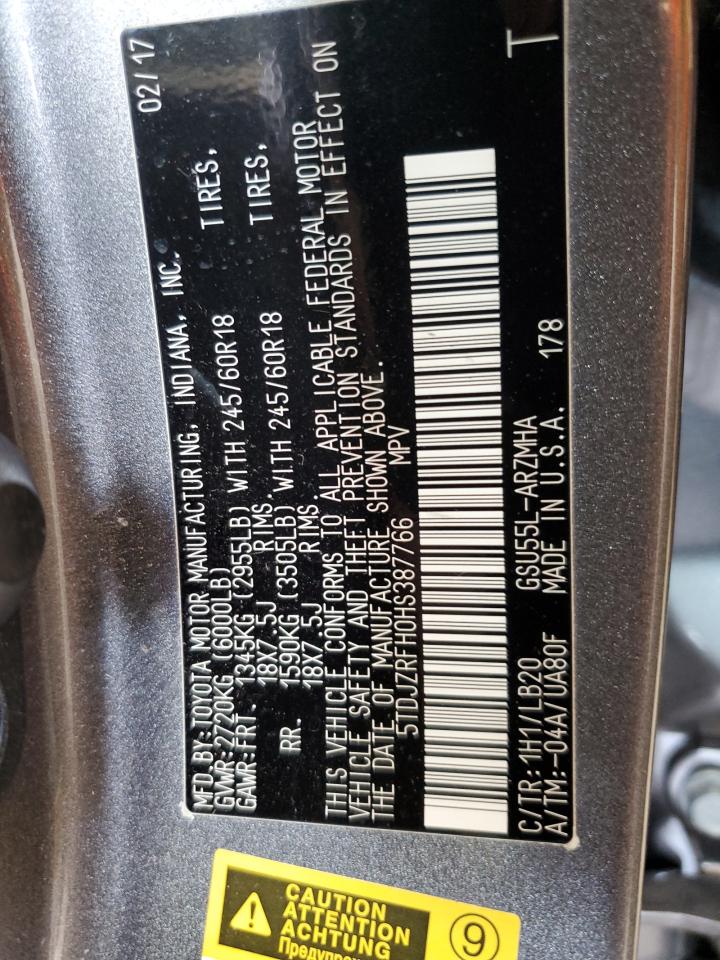 MFD.BY:TOYOTA MOTOR MANUFACTURING, INDIANA, INC. 02/17
GVWR:2720KG (6000LB)
GAWR:FRT. 1345KG (2955LB) WITH 245/60R18 TIRES,
18X7.5J RIMS.
RR. 1590KG (3505LB) WITH 245/60R18 TIRES,
18X7.5J RIMS.
THIS VEHICLE CONFORMS TO ALL APPLICABLE FEDERAL MOTOR
VEHICLE SAFETY AND THEFT PREVENTION STANDARDS IN EFFECT ON
THE DATE OF MANUFACTURE SHOWN ABOVE.
5TDJZRFH0HS387766 MPV
C/TR:1H1/LB20 GSU55L-ARZMHA
A/TM:-04A/UA80F MADE IN U.S.A. 178 T
CAUTION
ATTENTION
ACHTUNG
9